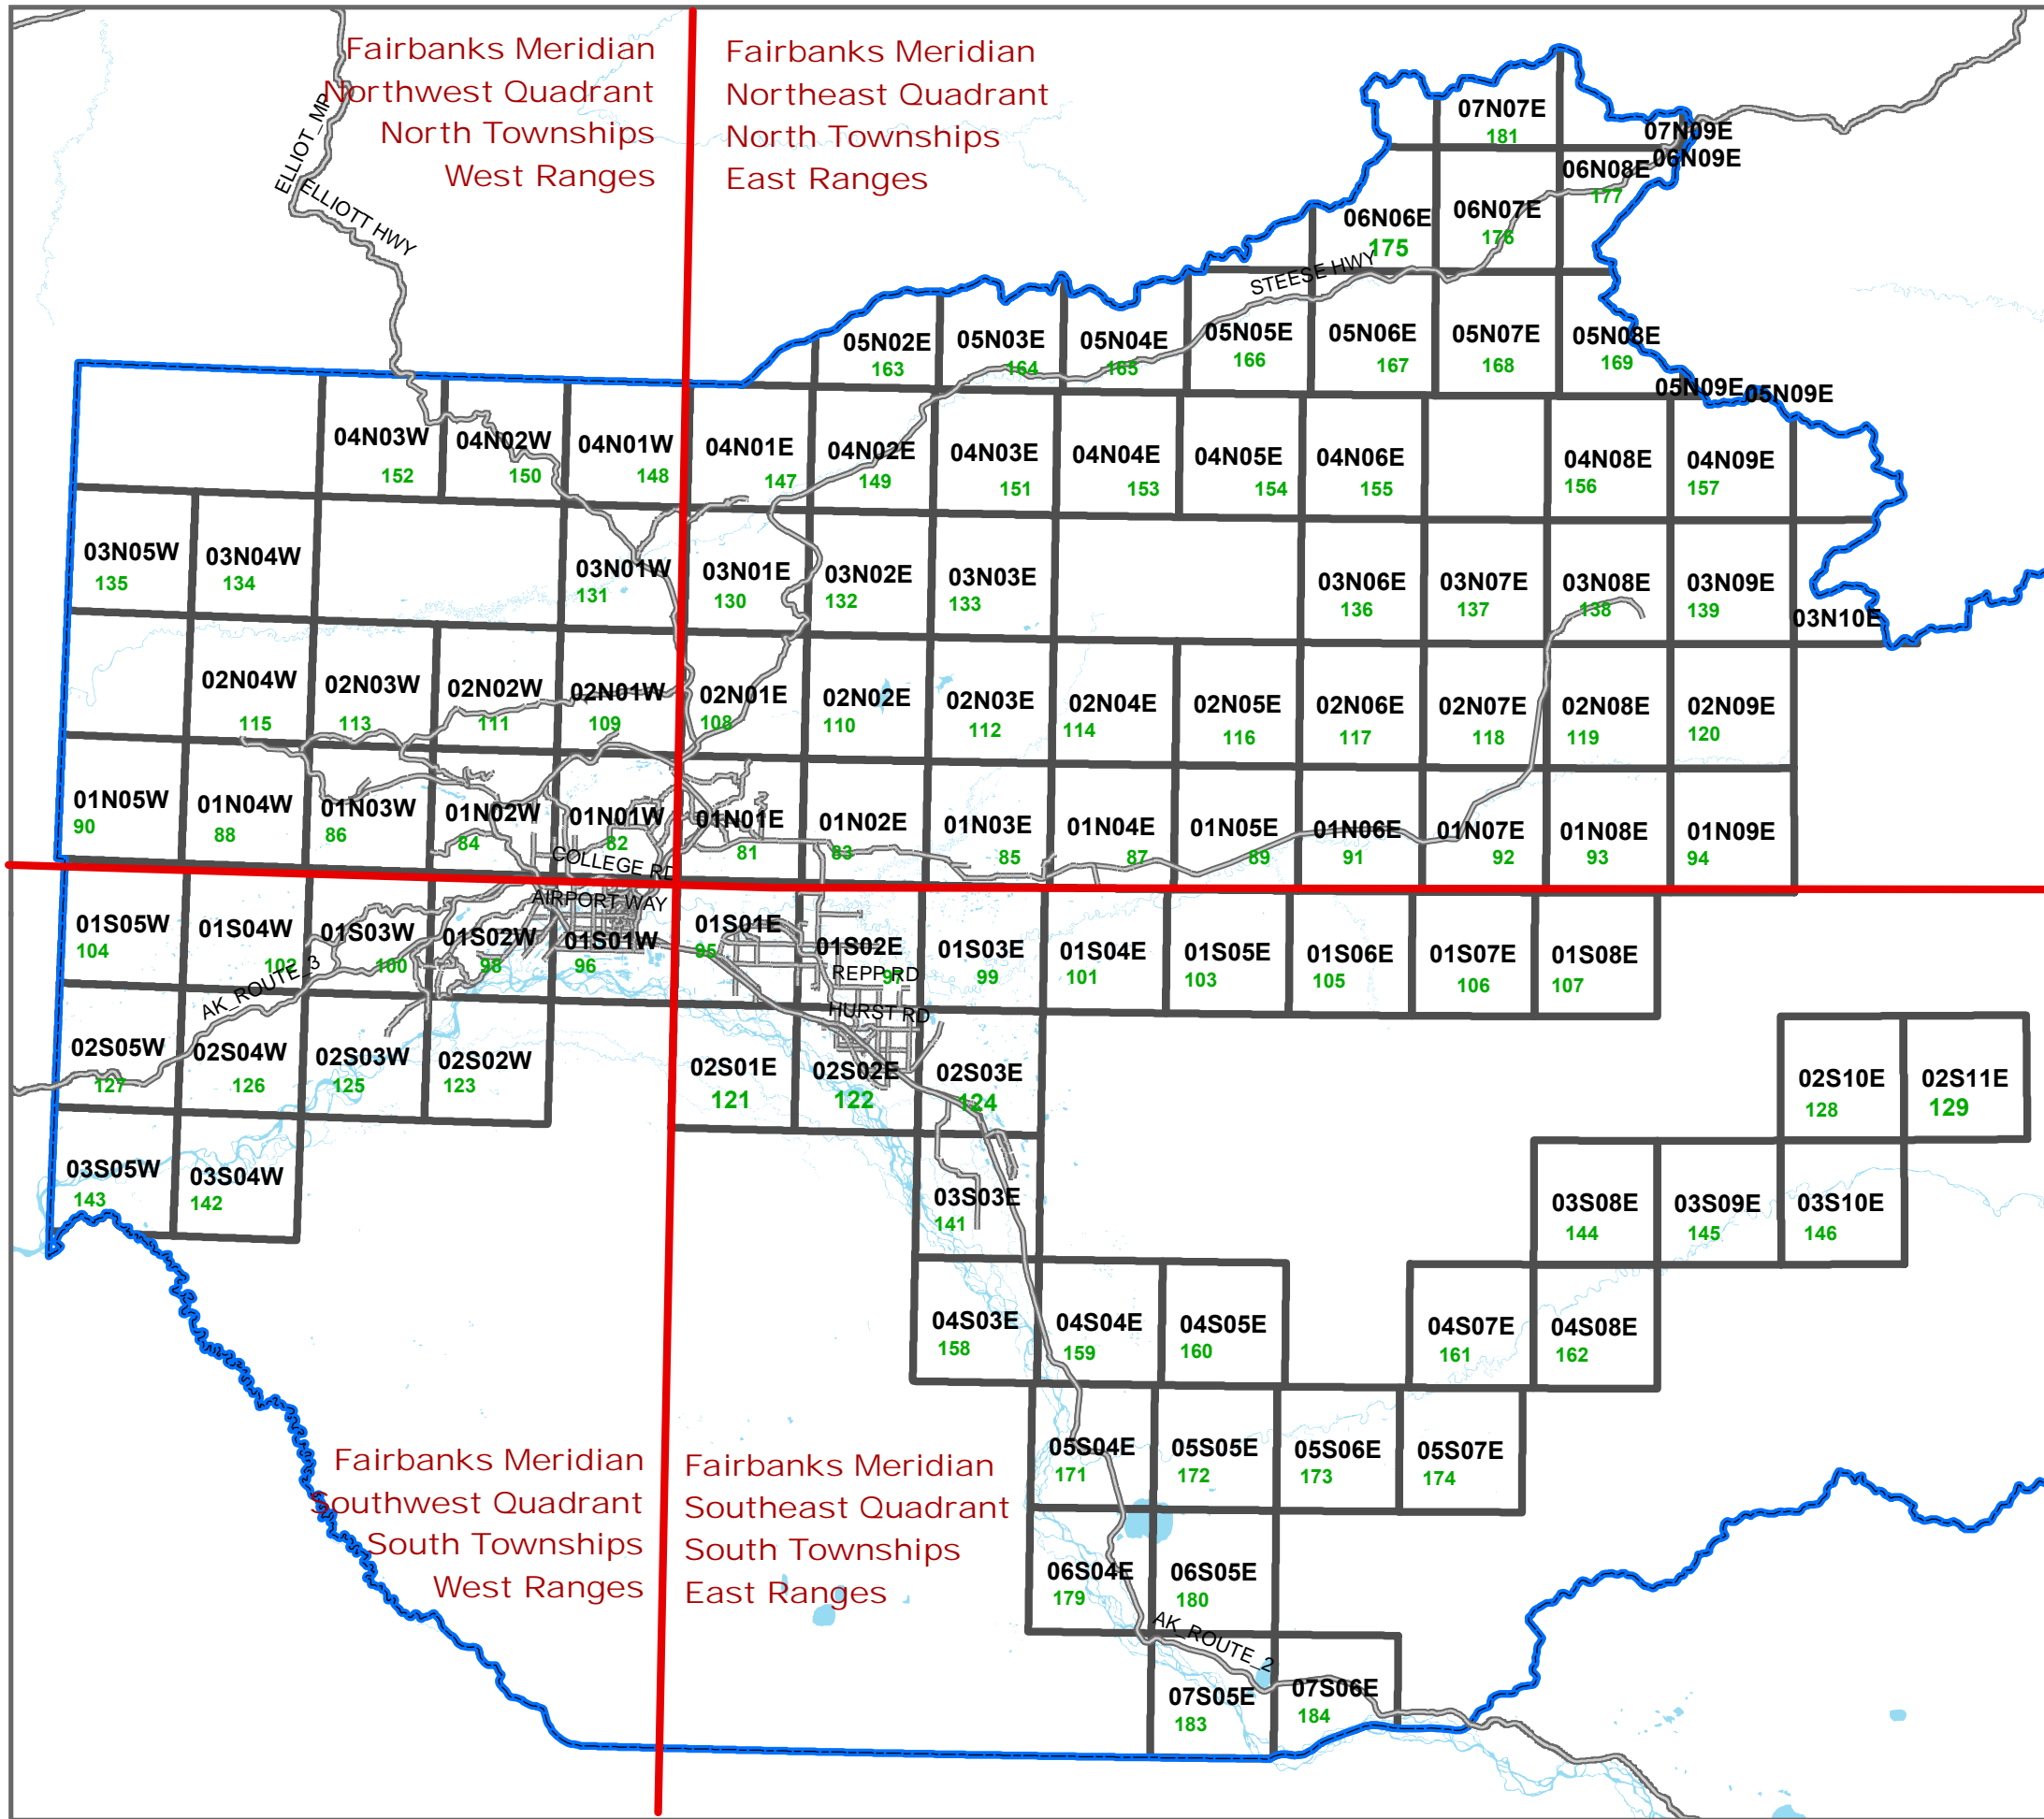 Fairbanks Meridian
Northwest Quadrant
North Townships
West Ranges
Fairbanks Meridian
Northeast Quadrant
North Townships
East Ranges
ELLIOT_MP
ELLIOTT HWY
07N07E
181
07N09E
06N09E
06N08E
177
06N06E
175
06N07E
176
STEESE HWY
05N02E
163
05N03E
164
05N04E
165
05N05E
166
05N06E
167
05N07E
168
05N08E
169
05N09E
05N09E
04N03W
152
04N02W
150
04N01W
148
04N01E
147
04N02E
149
04N03E
151
04N04E
153
04N05E
154
04N06E
155
04N08E
156
04N09E
157
03N05W
135
03N04W
134
03N01W
131
03N01E
130
03N02E
132
03N03E
133
03N06E
136
03N07E
137
03N08E
138
03N09E
139
03N10E
02N04W
115
02N03W
113
02N02W
111
02N01W
109
02N01E
108
02N02E
110
02N03E
112
02N04E
114
02N05E
116
02N06E
117
02N07E
118
02N08E
119
02N09E
120
01N05W
90
01N04W
88
01N03W
86
01N02W
84
01N01W
82
01N01E
81
01N02E
83
01N03E
85
01N04E
87
01N05E
89
01N06E
91
01N07E
92
01N08E
93
01N09E
94
COLLEGE RD
AIRPORT WAY
01S05W
104
01S04W
102
01S03W
100
01S02W
98
01S01W
96
01S01E
95
01S02E
97
REPP RD
HURST RD
01S03E
99
01S04E
101
01S05E
103
01S06E
105
01S07E
106
01S08E
107
AK_ROUTE_3
02S05W
127
02S04W
126
02S03W
125
02S02W
123
02S01E
121
02S02E
122
02S03E
124
02S10E
128
02S11E
129
03S05W
143
03S04W
142
03S03E
141
03S08E
144
03S09E
145
03S10E
146
04S03E
158
04S04E
159
04S05E
160
04S07E
161
04S08E
162
05S04E
171
05S05E
172
05S06E
173
05S07E
174
Fairbanks Meridian
Southwest Quadrant
South Townships
West Ranges
Fairbanks Meridian
Southeast Quadrant
South Townships
East Ranges
06S04E
179
06S05E
180
AK_ROUTE_2
07S05E
183
07S06E
184